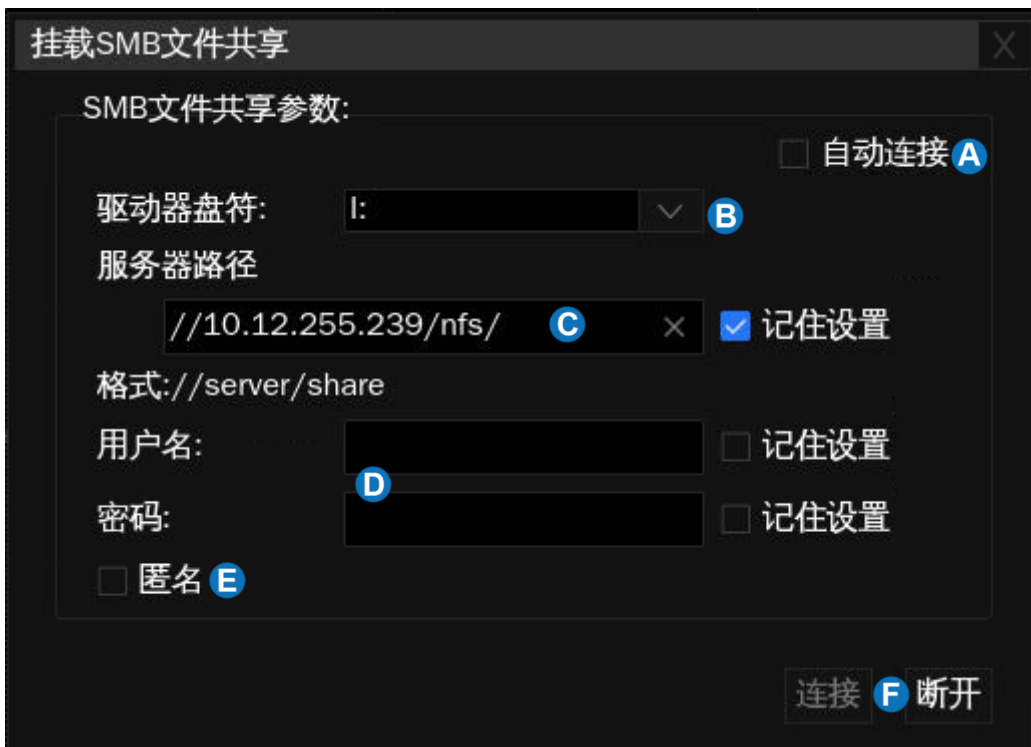 挂载SMB文件共享 X
SMB文件共享参数:
自动连接 A
驱动器盘符: I: B
服务器路径
//10.12.255.239/nfs/ C 记住设置
格式://server/share
用户名: 记住设置
D
密码: 记住设置
匿名 E
连接 F 断开